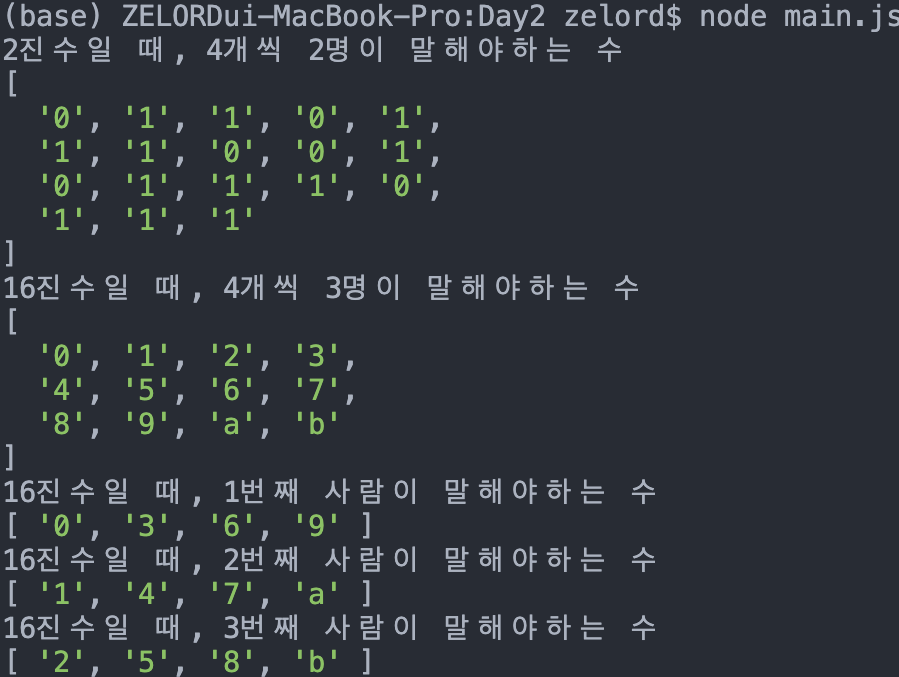 (base) ZELORDui-MacBook-Pro:Day2 zelord$ node main.js
2진수일 때, 4개씩 2명이 말해야하는 수
[
  '0', '1', '1', '0', '1',
  '1', '1', '0', '0', '1',
  '0', '1', '1', '1', '0',
  '1', '1', '1'
]
16진수일 때, 4개씩 3명이 말해야하는 수
[
  '0', '1', '2', '3',
  '4', '5', '6', '7',
  '8', '9', 'a', 'b'
]
16진수일 때, 1번째 사람이 말해야하는 수
[ '0', '3', '6', '9' ]
16진수일 때, 2번째 사람이 말해야하는 수
[ '1', '4', '7', 'a' ]
16진수일 때, 3번째 사람이 말해야하는 수
[ '2', '5', '8', 'b' ]